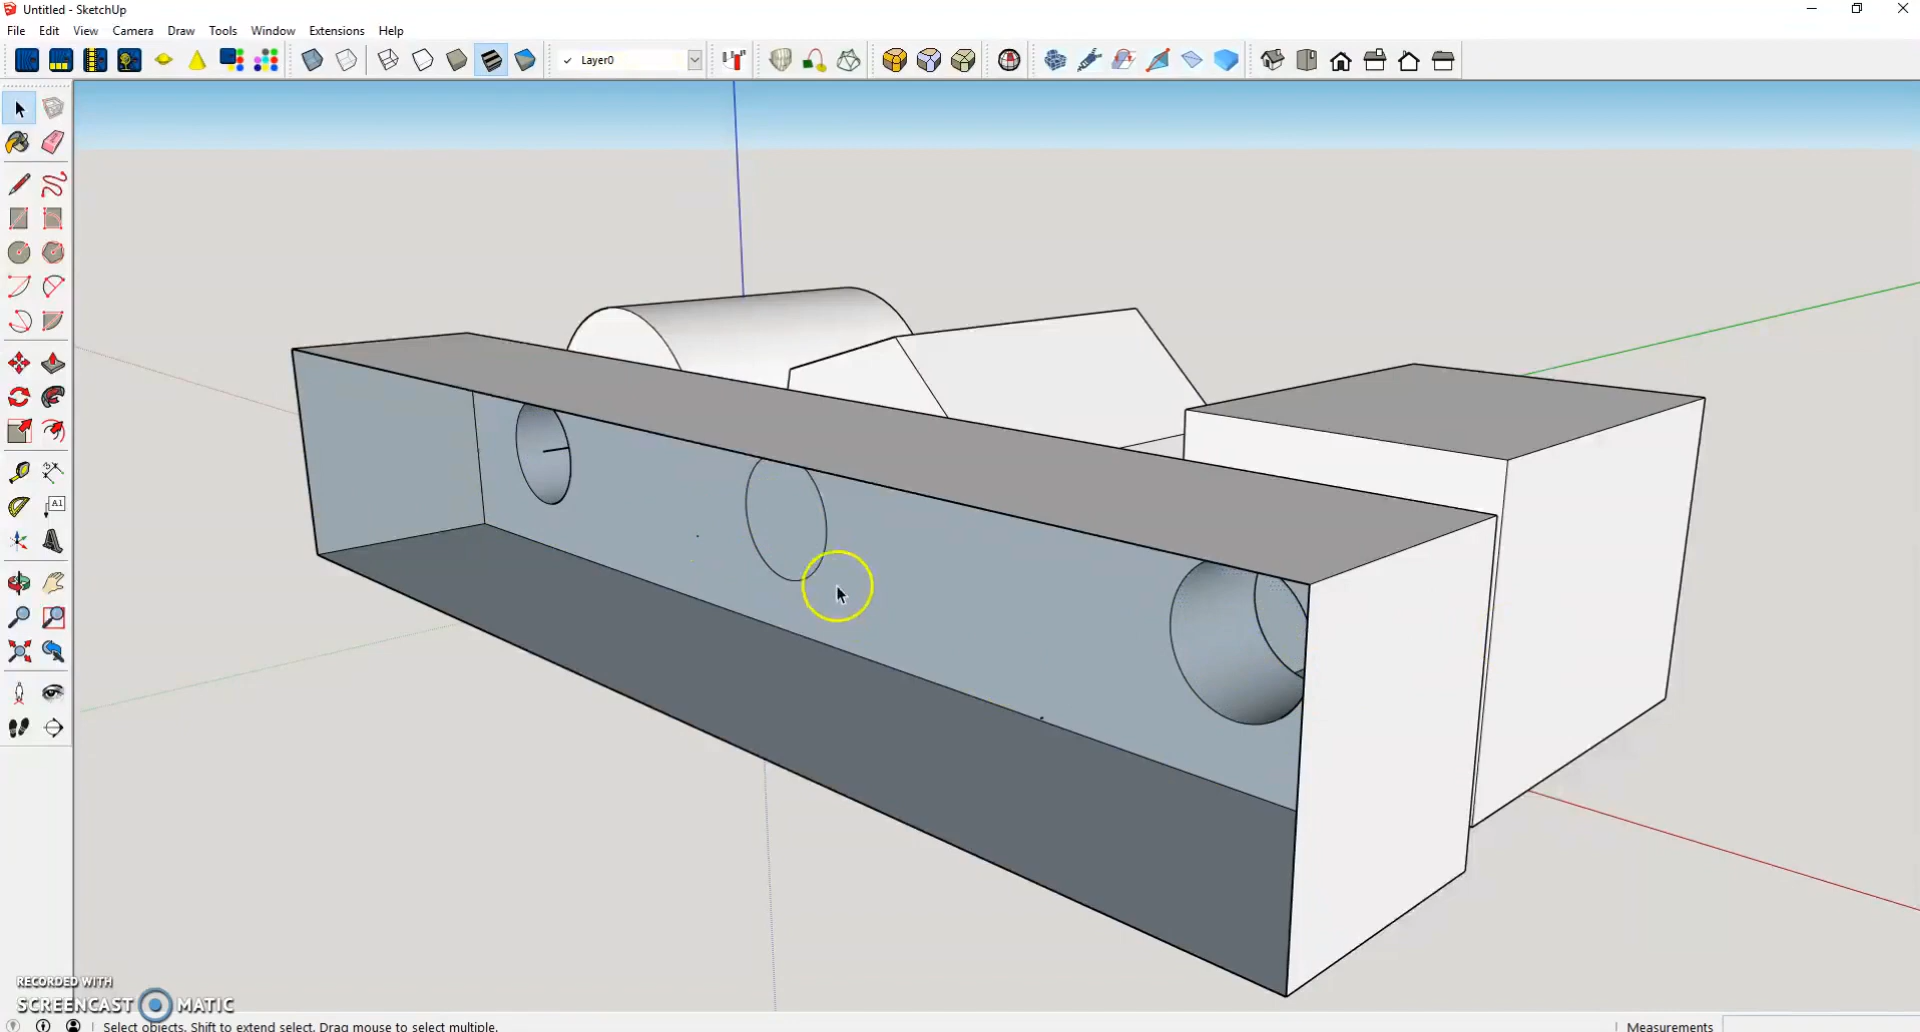 Untitled - SketchUp
File Edit View Camera Draw Tools Window Extensions Help
Layer0
AI
RECORDED WITH
SCREENCAST MATIC
Select objects. Shift to extend select. Drag mouse to select multiple.
Measurements